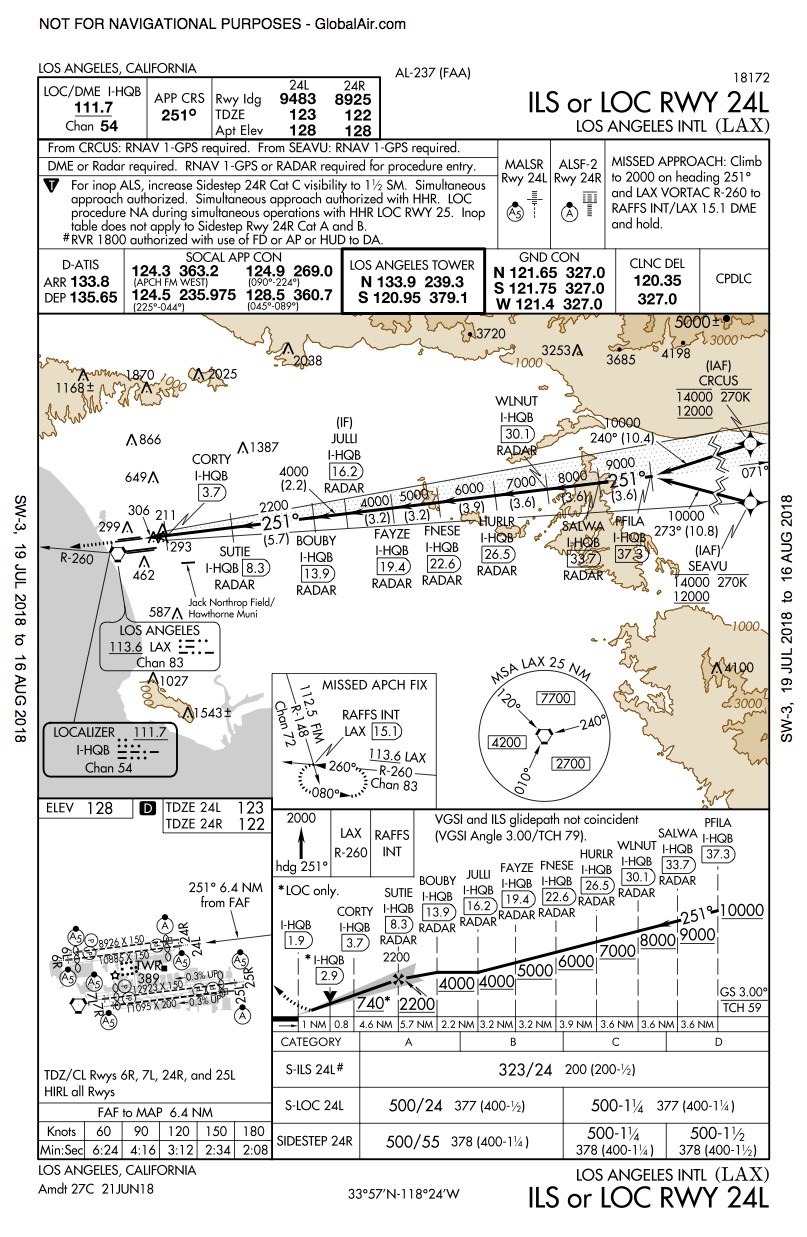 NOT FOR NAVIGATIONAL PURPOSES - GlobalAir.com
LOS ANGELES, CALIFORNIA
AL-237 (FAA)
18172
LOC/DME I-HQB
111.7
Chan 54
APP CRS
251°
24L 24R
Rwy ldg 9483 8925
TDZE 123 122
Apt Elev 128 128
ILS or LOC RWY 24L
LOS ANGELES INTL (LAX)
From CRCUS: RNAV 1-GPS required. From SEAVU: RNAV 1-GPS required.
DME or Radar required. RNAV 1-GPS or RADAR required for procedure entry.
T
For inop ALS, increase Sidestep 24R Cat C visibility to 1½ SM. Simultaneous
approach authorized. Simultaneous approach authorized with HHR. LOC
procedure NA during simultaneous operations with HHR LOC RWY 25. Inop
table does not apply to Sidestep Rwy 24R Cat A and B.
#RVR 1800 authorized with use of FD or AP or HUD to DA.
MALSR
Rwy 24L
A5
ALSF-2
Rwy 24R
A
MISSED APPROACH: Climb
to 2000 on heading 251°
and LAX VORTAC R-260 to
RAFFS INT/LAX 15.1 DME
and hold.
D-ATIS
ARR 133.8
DEP 135.65
SOCAL APP CON
124.3 363.2 124.9 269.0
(APCH FM WEST) (090°-224°)
124.5 235.975 128.5 360.7
(225°-044°) (045°-089°)
LOS ANGELES TOWER
N 133.9 239.3
S 120.95 379.1
GND CON
N 121.65 327.0
S 121.75 327.0
W 121.4 327.0
CLNC DEL
120.35
327.0
CPDLC
5000±
3720
3000
2038
1000
3253
3685
4198
1870
2025
1168±
(IAF)
CRCUS
14000 270K
12000
WLNUT
I-HQB
30.1
RADAR
10000
240° (10.4)
866
1387
(IF)
JULLI
I-HQB
16.2
RADAR
CORTY
I-HQB
3.7
649
4000
(2.2)
071°
9000
8000
7000
6000
5000
4000
2200
251°
251°
(3.6)
(3.6)
(3.6)
(3.9)
(3.2)
(3.2)
(5.7)
306
211
299
293
R-260
462
SUTIE
I-HQB 8.3
RADAR
BOUBY
I-HQB
13.9
RADAR
FAYZE
I-HQB
19.4
RADAR
FNESE
I-HQB
22.6
RADAR
HURLR
I-HQB
26.5
RADAR
SALWA
I-HQB
33.7
RADAR
PFILA
I-HQB
37.3
RADAR
10000
273° (10.8)
(IAF)
SEAVU
14000 270K
12000
Jack Northrop Field/
Hawthorne Muni
587
LOS ANGELES
113.6 LAX
Chan 83
1027
1543±
LOCALIZER 111.7
I-HQB
Chan 54
MISSED APCH FIX
112.5 FIM
R-148
Chan 72
RAFFS INT
LAX 15.1
113.6 LAX
R-260
Chan 83
260°
080°
MSA LAX 25 NM
120°
7700
240°
4200
2700
010°
1000
4100
3000
SW-3, 19 JUL 2018 to 16 AUG 2018
SW-3, 19 JUL 2018 to 16 AUG 2018
ELEV 128
D
TDZE 24L 123
TDZE 24R 122
251° 6.4 NM
from FAF
8926 X 150
10885 X 150
TWR
389
0.3% UP
12923 X 150
11095 X 200
0.3% UP
24R
24L
25R
25L
6L
6R
7L
7R
TDZ/CL Rwys 6R, 7L, 24R, and 25L
HIRL all Rwys
FAF to MAP 6.4 NM
Knots 60 90 120 150 180
Min:Sec 6:24 4:16 3:12 2:34 2:08
2000
hdg 251°
LAX
R-260
RAFFS
INT
VGSI and ILS glidepath not coincident
(VGSI Angle 3.00/TCH 79).
*LOC only.
I-HQB
1.9
* I-HQB
2.9
CORTY
I-HQB
3.7
SUTIE
I-HQB
8.3
RADAR
2200
BOUBY
I-HQB
13.9
RADAR
JULLI
I-HQB
16.2
RADAR
FAYZE
I-HQB
19.4
RADAR
FNESE
I-HQB
22.6
RADAR
HURLR
I-HQB
26.5
RADAR
WLNUT
I-HQB
30.1
RADAR
SALWA
I-HQB
33.7
RADAR
PFILA
I-HQB
37.3
RADAR
251°
10000
9000
8000
7000
6000
5000
4000
4000
2200
740*
GS 3.00°
TCH 59
1 NM 0.8 4.6 NM 5.7 NM 2.2 NM 3.2 NM 3.2 NM 3.9 NM 3.6 NM 3.6 NM 3.6 NM
CATEGORY A B C D
S-ILS 24L# 323/24 200 (200-½)
S-LOC 24L 500/24 377 (400-½) 500-1¼ 377 (400-1¼)
SIDESTEP 24R 500/55 378 (400-1¼) 500-1¼ 378 (400-1¼) 500-1½ 378 (400-1½)
LOS ANGELES, CALIFORNIA
Amdt 27C 21JUN18
33°57'N-118°24'W
LOS ANGELES INTL (LAX)
ILS or LOC RWY 24L